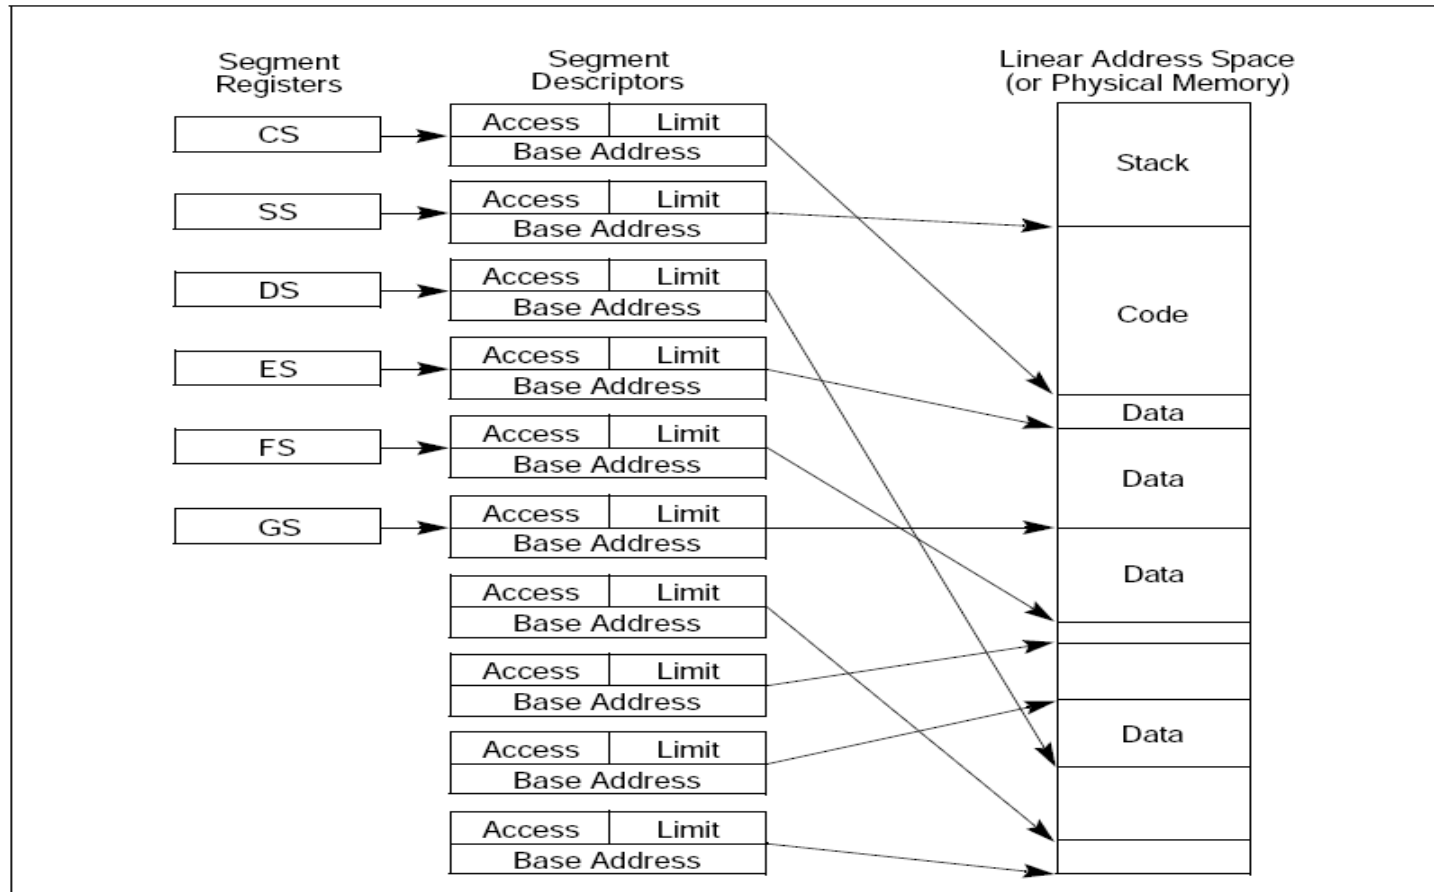 Segment
Registers
Segment
Descriptors
Linear Address Space
(or Physical Memory)
CS
Access Limit
Base Address
Stack
SS
Access Limit
Base Address
DS
Access Limit
Base Address
Code
ES
Access Limit
Base Address
Data
FS
Access Limit
Base Address
Data
GS
Access Limit
Base Address
Data
Access Limit
Base Address
Access Limit
Base Address
Access Limit
Base Address
Data
Access Limit
Base Address